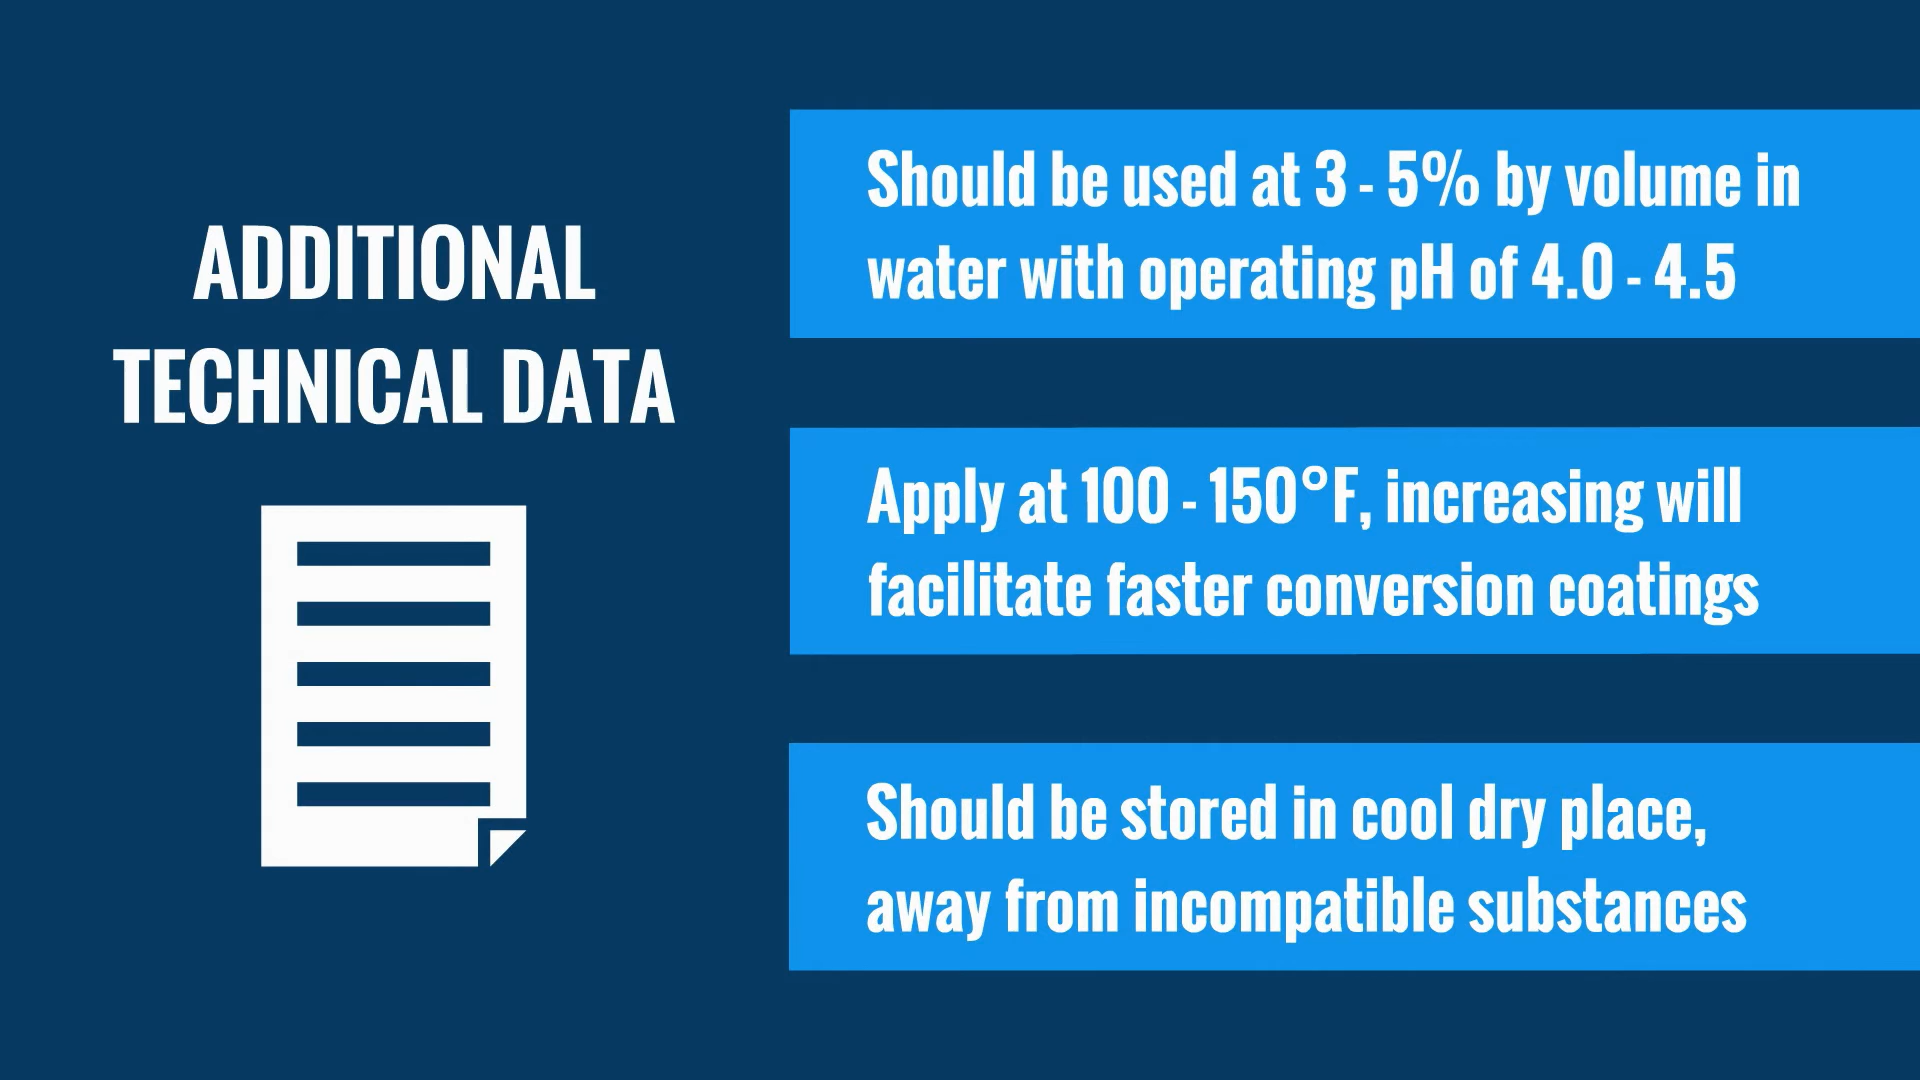 ADDITIONAL
TECHNICAL DATA
Should be used at 3 - 5% by volume in
water with operating pH of 4.0 - 4.5
Apply at 100 - 150°F, increasing will
facilitate faster conversion coatings
Should be stored in cool dry place,
away from incompatible substances